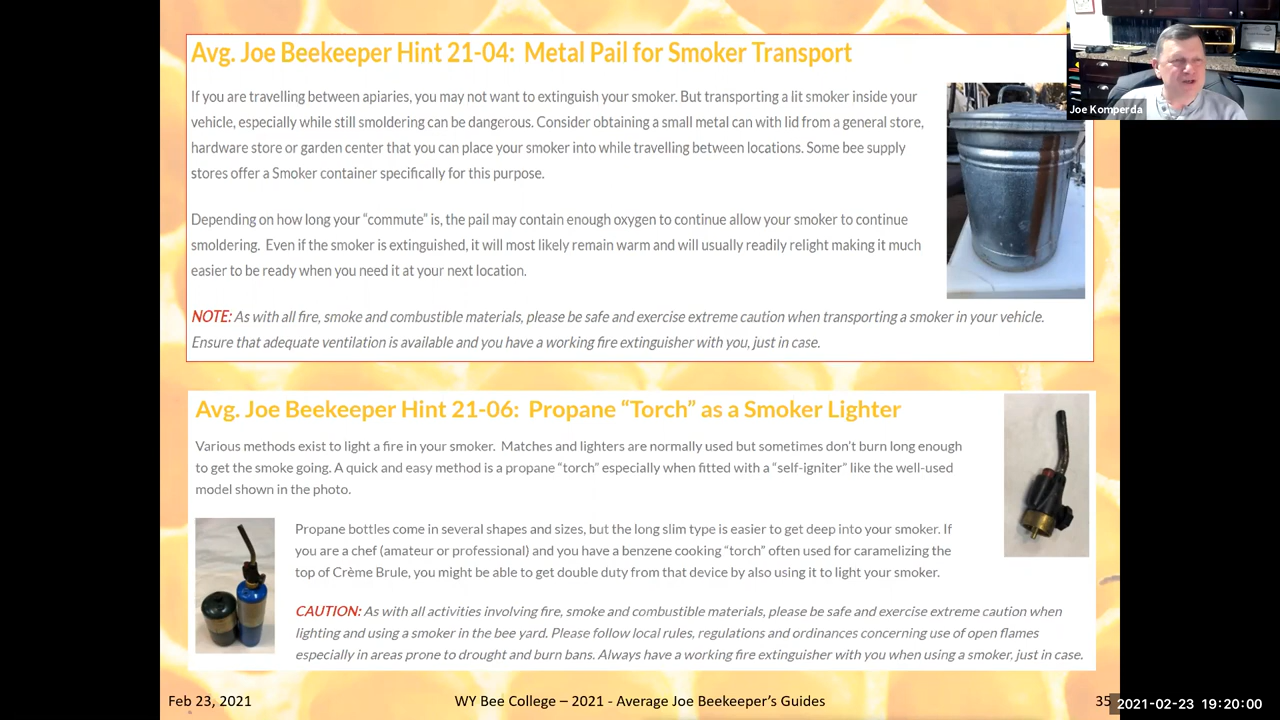 Avg. Joe Beekeeper Hint 21-04: Metal Pail for Smoker Transport
If you are travelling between apiaries, you may not want to extinguish your smoker. But transporting a lit smoker inside your
vehicle, especially while still smoking can be dangerous. Consider obtaining a small metal can with lid from a general store,
hardware store or garden center that you can place your smoker into while travelling between locations. Some bee supply
stores offer a Smoker container specifically for this purpose.
Depending on how long your “commute” is, the pail may contain enough oxygen to continue allow your smoker to continue
smoldering. Even if the smoker is extinguished, it will most likely remain warm and will usually readily relight making it much
easier to be ready when you need it at your next location.
NOTE: As with all fire, smoke and combustible materials, please be safe and exercise extreme caution when transporting a smoker in your vehicle.
Ensure that adequate ventilation is available and you have a working fire extinguisher with you, just in case.
Joe Komperda
Avg. Joe Beekeeper Hint 21-06: Propane “Torch” as a Smoker Lighter
Various methods exist to light a fire in your smoker. Matches and lighters are normally used but sometimes don’t burn long enough
to get the smoke going. A quick and easy method is a propane “torch” especially when fitted with a “self-igniter” like the well-used
model shown in the photo.
Propane bottles come in several shapes and sizes, but the long slim type is easier to get deep into your smoker. If
you are a chef (amateur or professional) and you have a benzene cooking “torch” often used for caramelizing the
top of Crème Brule, you might be able to get double duty from that device by also using it to light your smoker.
CAUTION: As with all activities involving fire, smoke and combustible materials, please be safe and exercise extreme caution when
lighting and using a smoker in the bee yard. Please follow local rules, regulations and ordinances concerning use of open flames
especially in areas prone to drought and burn bans. Always have a working fire extinguisher with you when using a smoker, just in case.
Feb 23, 2021
WY Bee College – 2021 - Average Joe Beekeeper’s Guides
35
2021-02-23 19:20:00